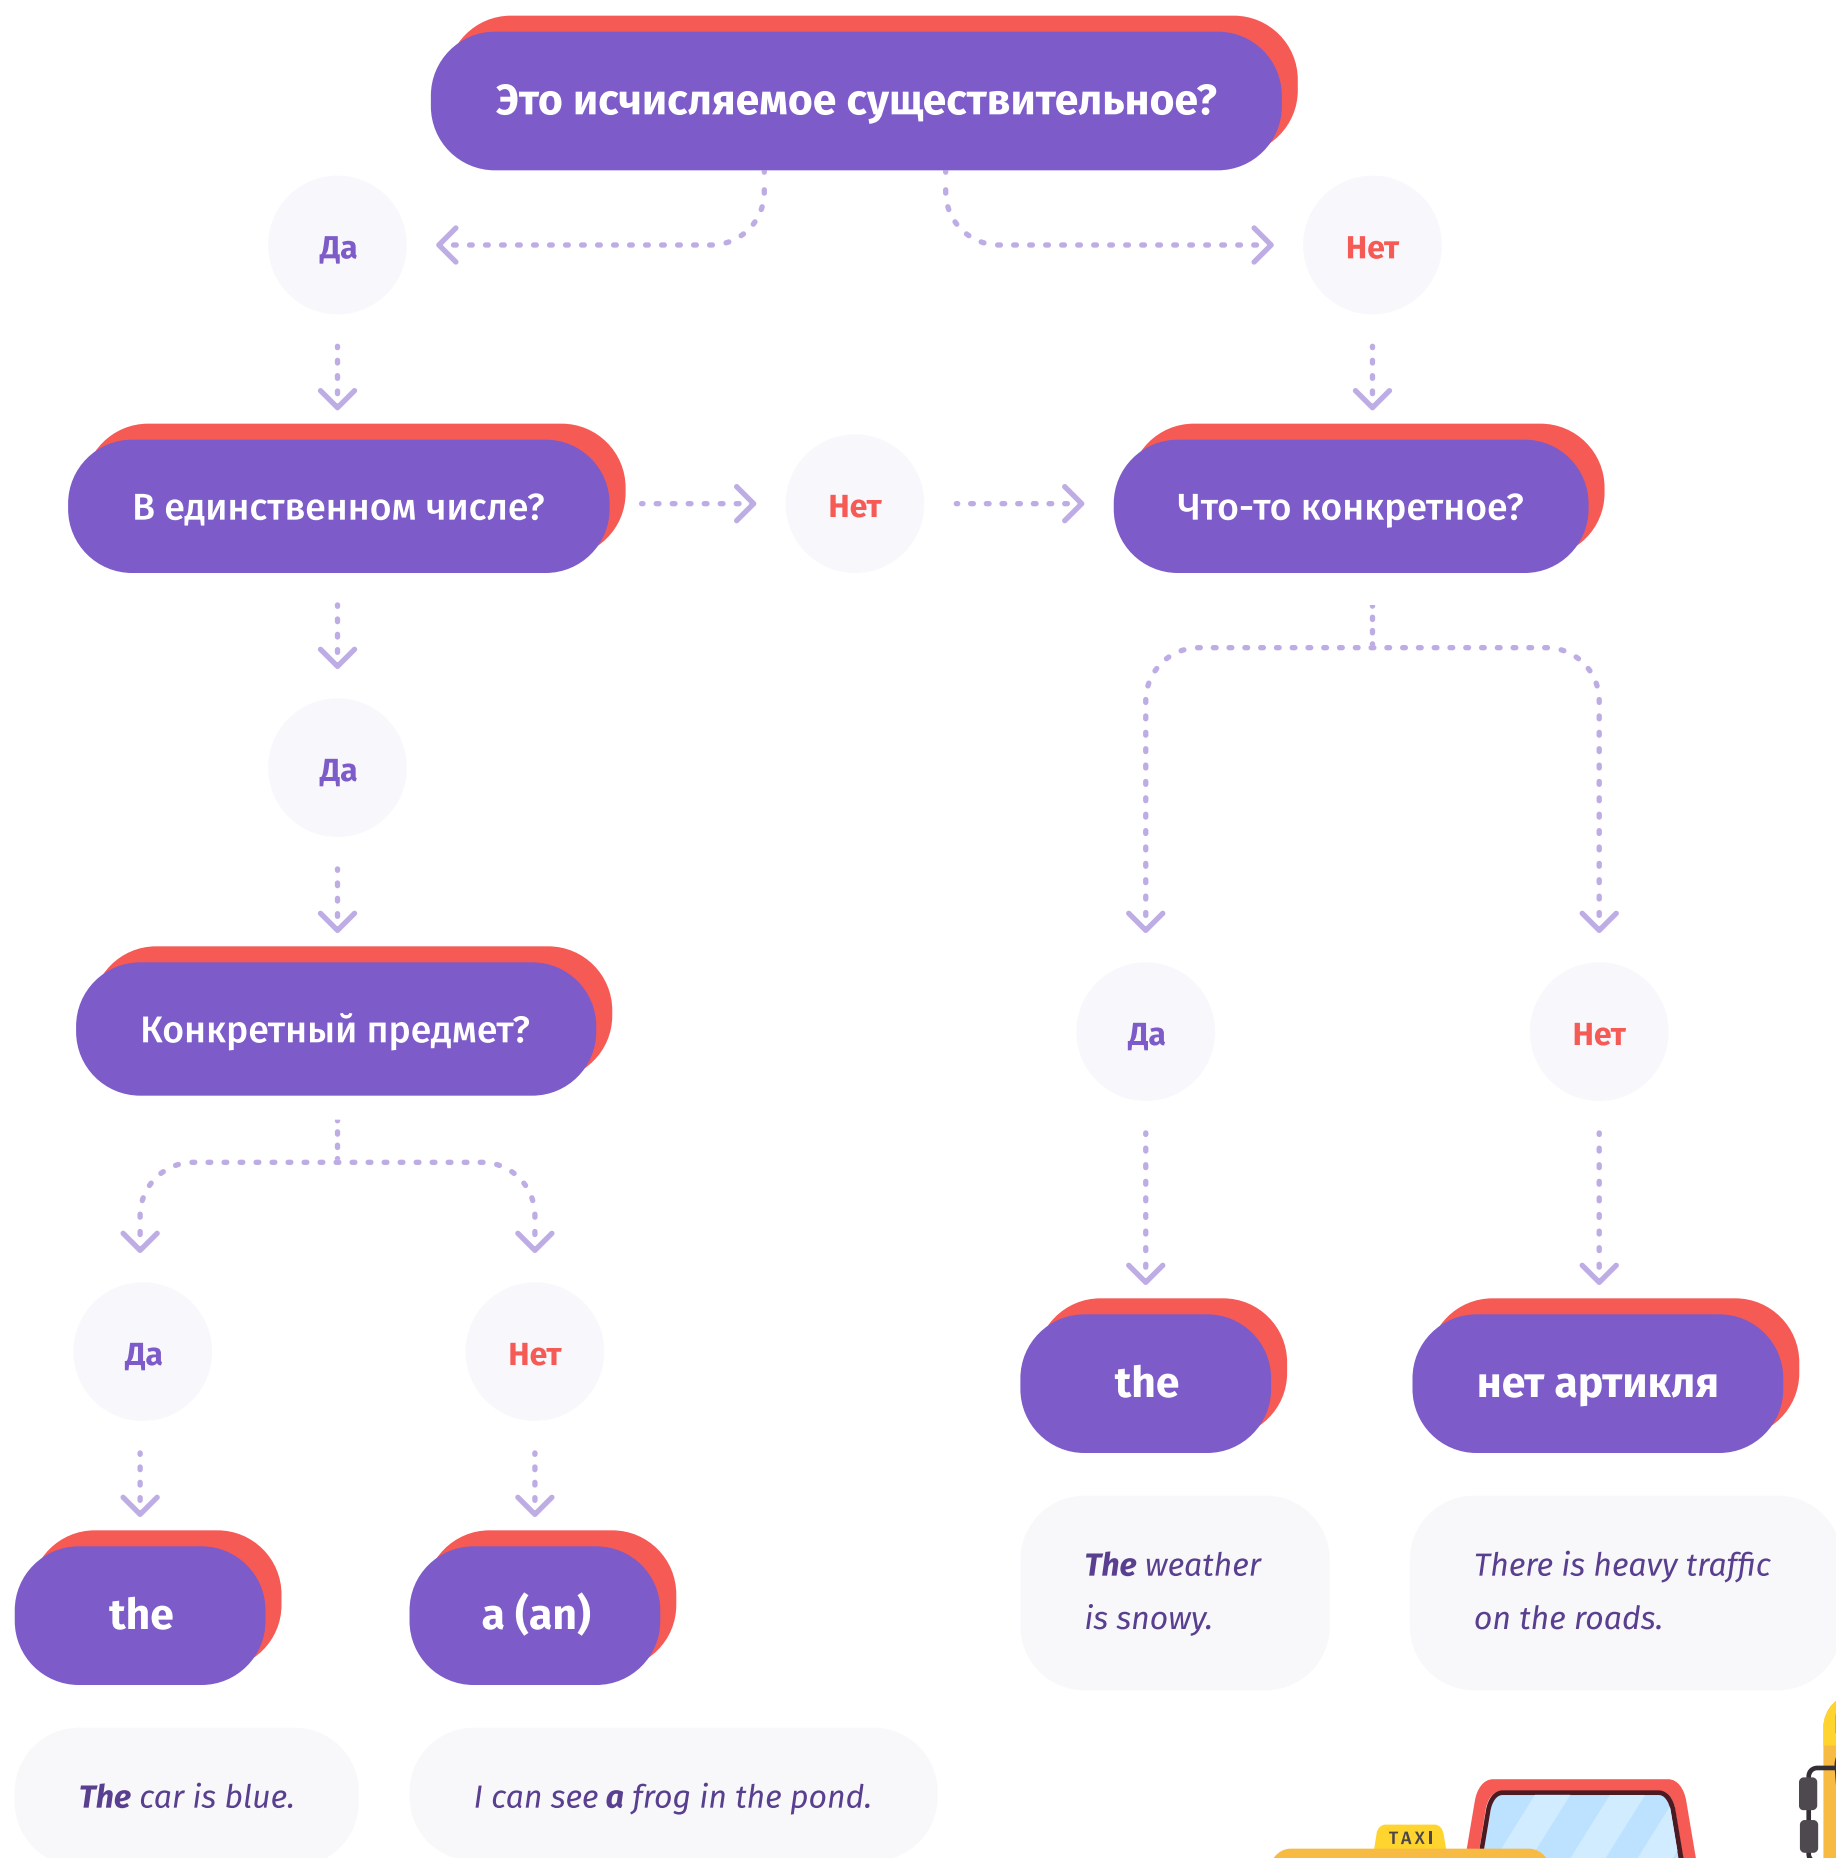 Это исчисляемое существительное?
Да
Нет
В единственном числе?
Нет
Что-то конкретное?
Да
Конкретный предмет?
Да
Нет
Да
Нет
the
нет артикля
The weather
is snowy.
There is heavy traffic
on the roads.
the
a (an)
The car is blue.
I can see a frog in the pond.
TAXI